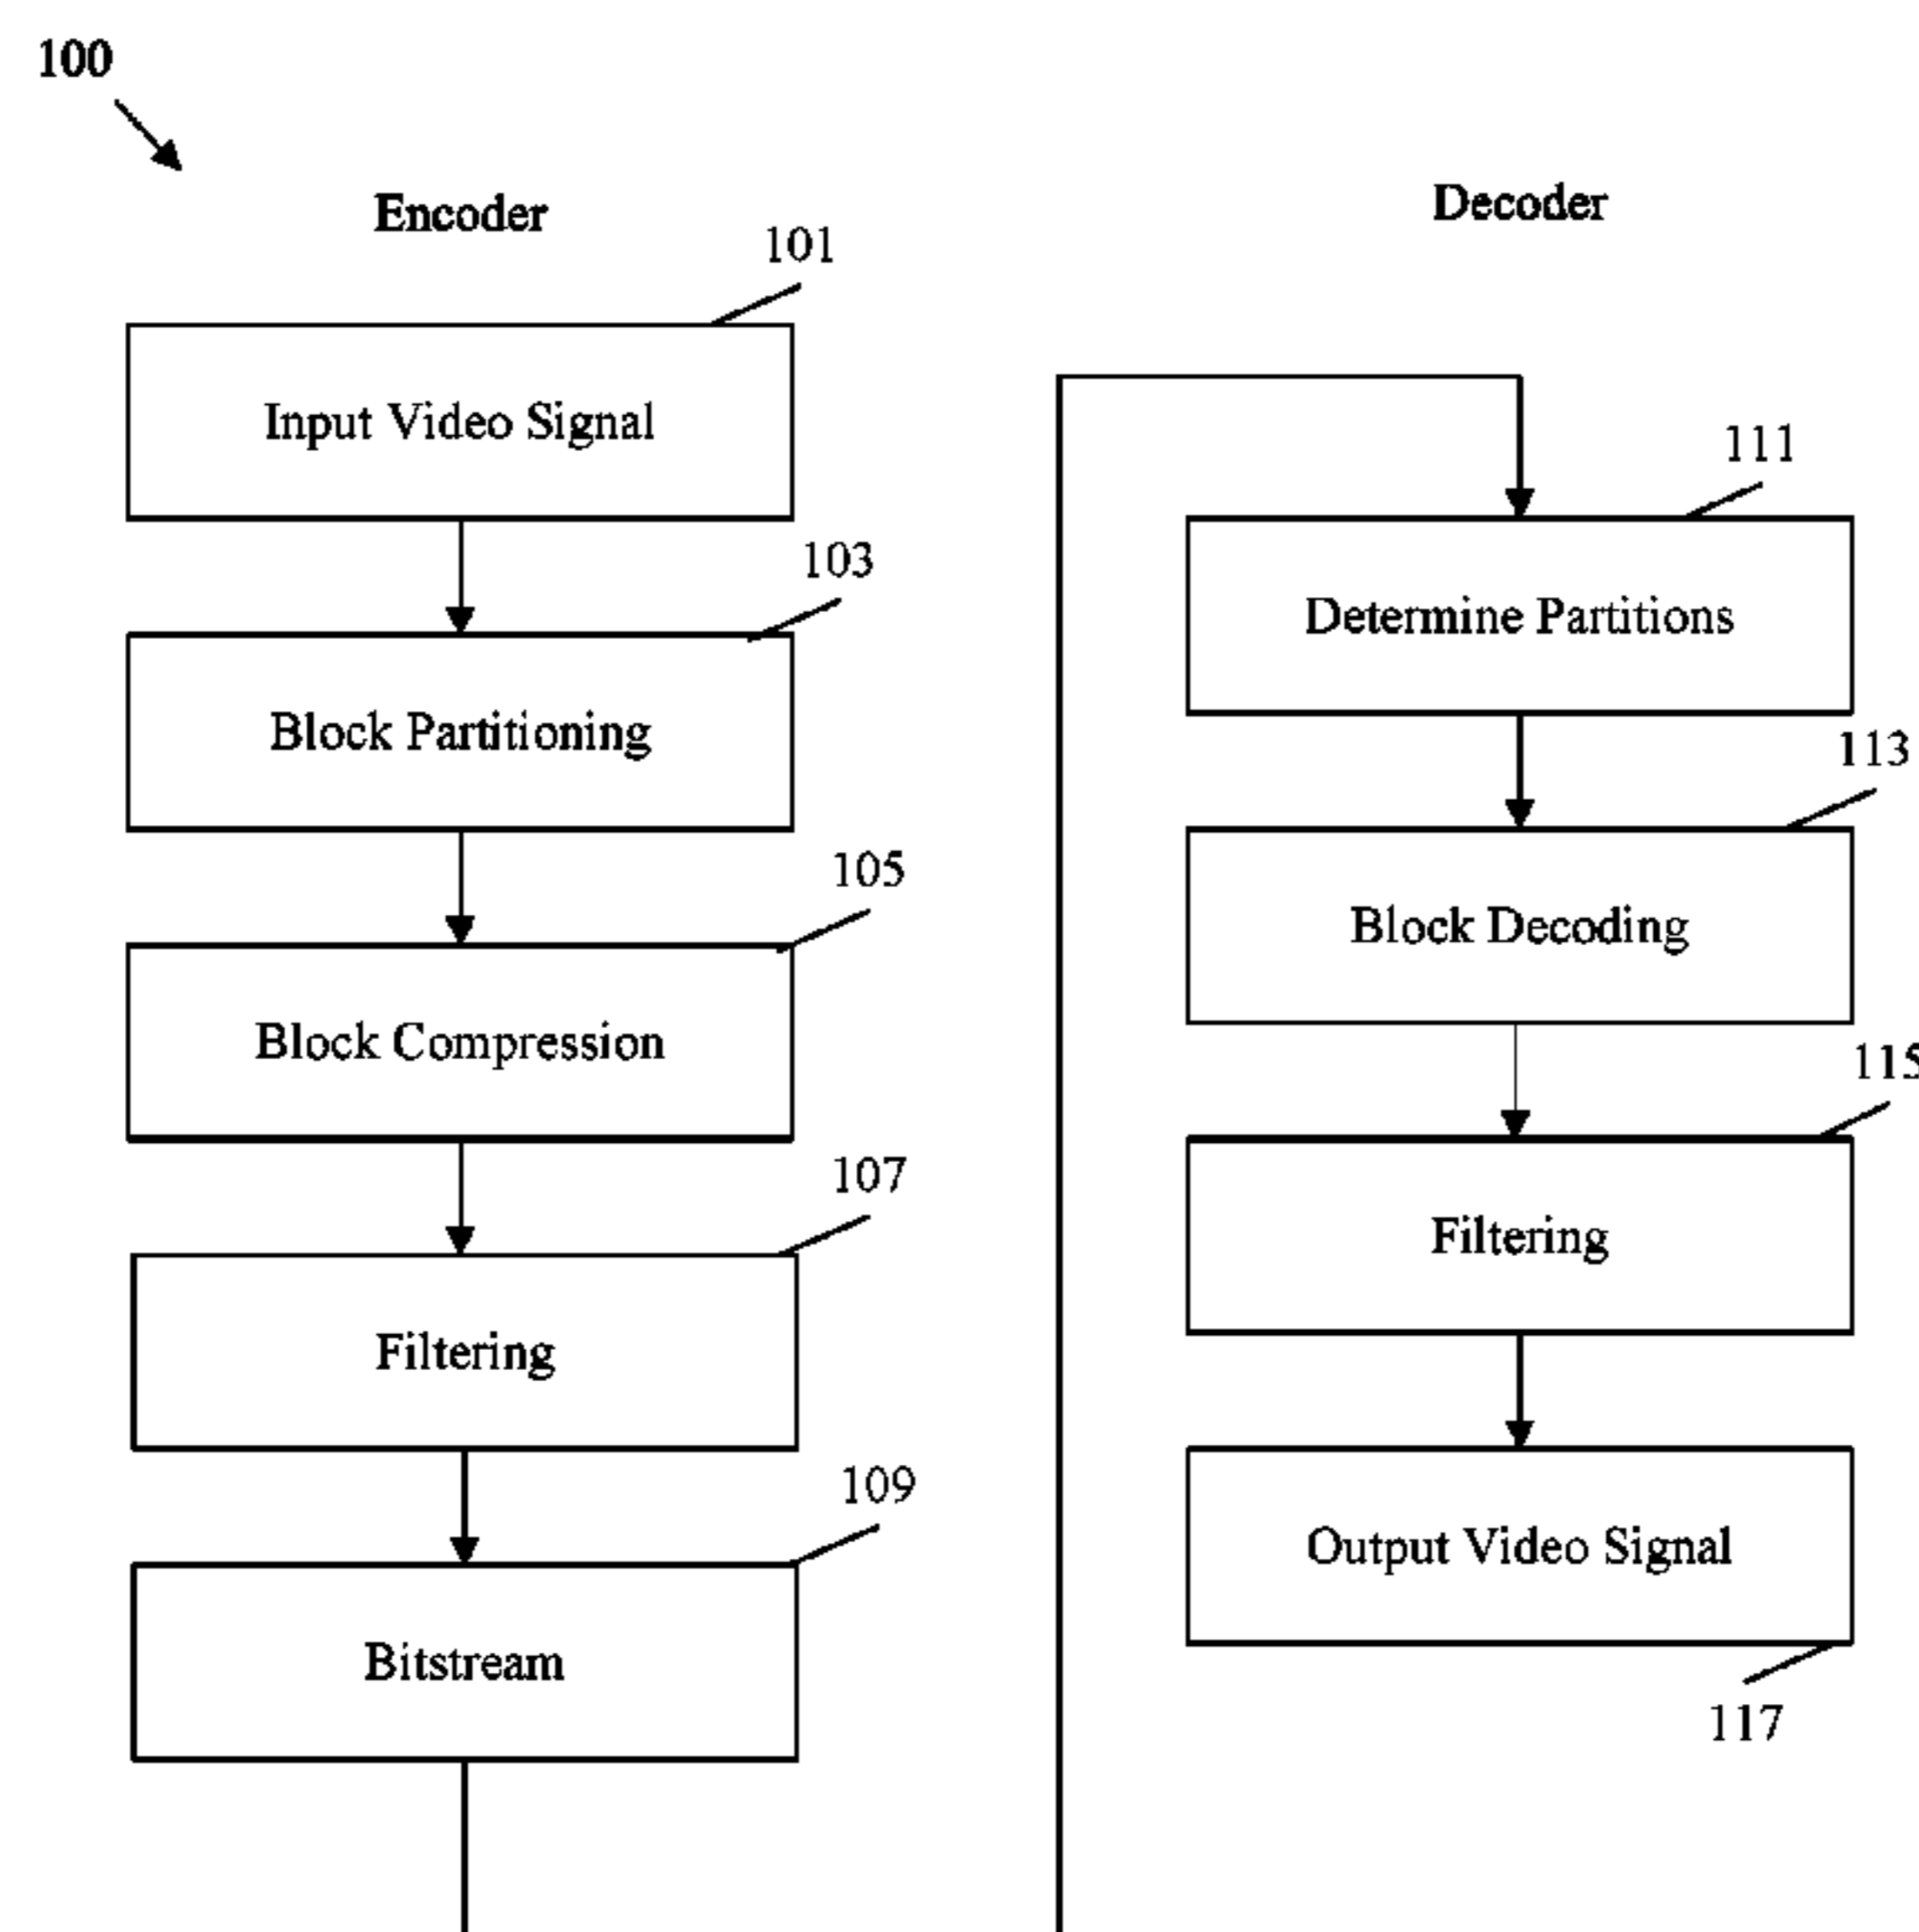 100
Encoder
101
Input Video Signal
103
Block Partitioning
105
Block Compression
107
Filtering
109
Bitstream
Decoder
111
Determine Partitions
113
Block Decoding
115
Filtering
Output Video Signal
117